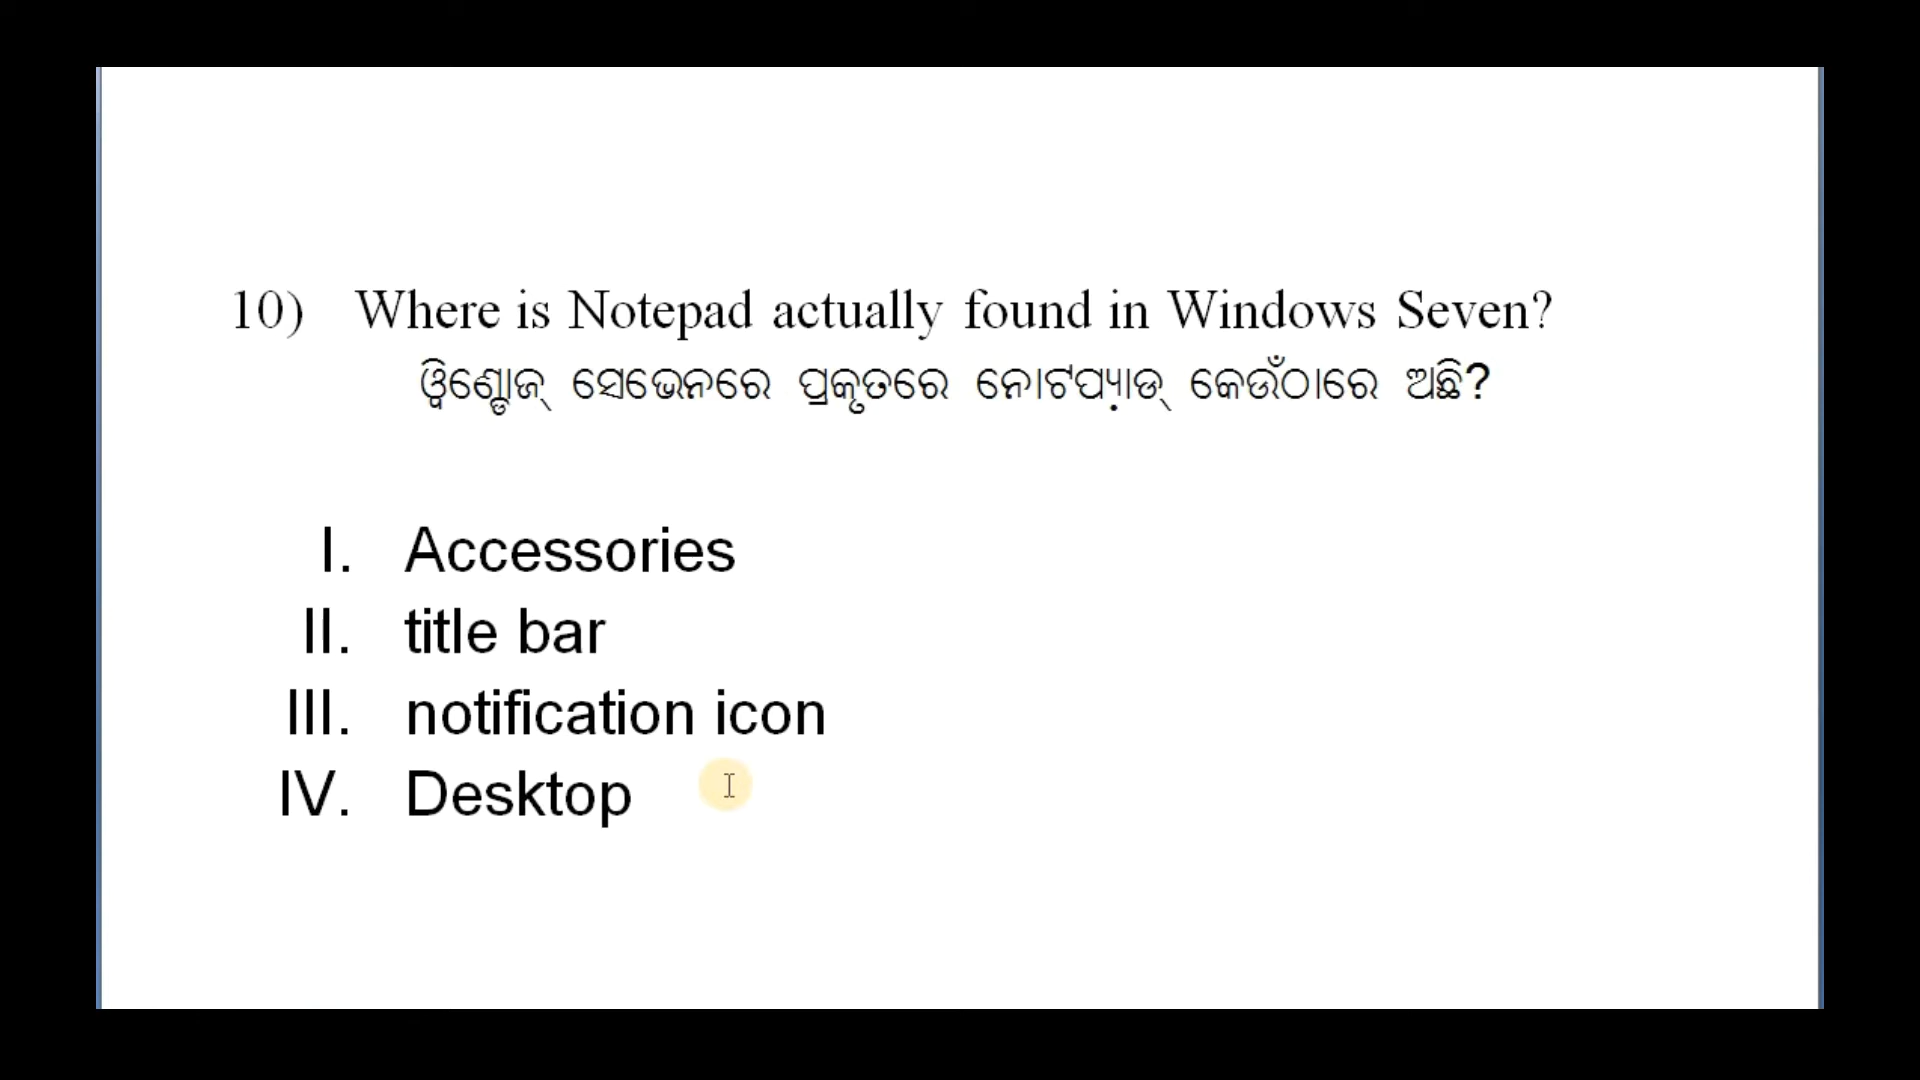 10) Where is Notepad actually found in Windows Seven?
ୱିଣ୍ଡୋଜ୍ ସେଭେନରେ ପ୍ରକୃତରେ ନୋଟପ୍ୟାଡ୍ କେଉଁଠାରେ ଅଛି?
I. Accessories
II. title bar
III. notification icon
IV. Desktop